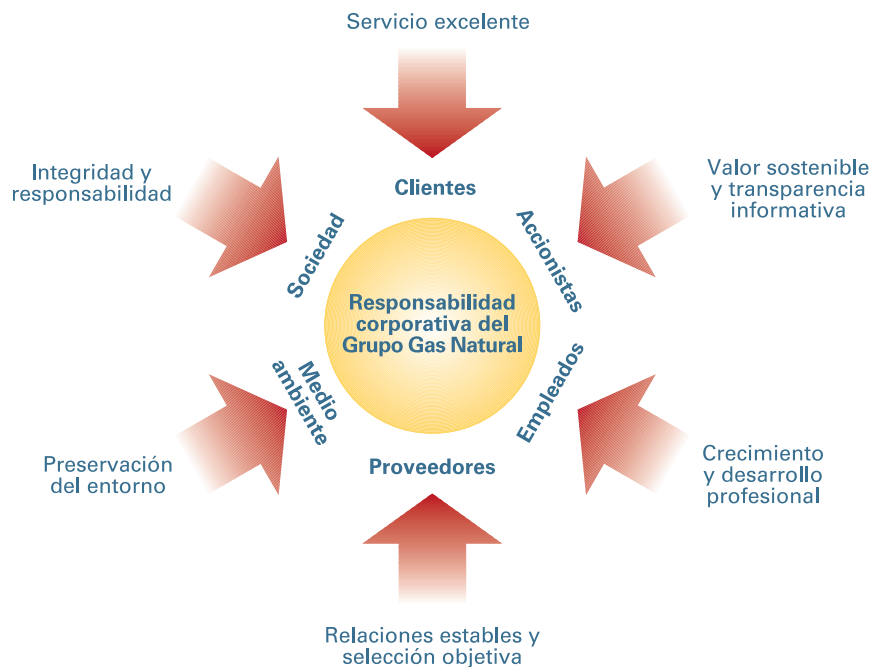 Servicio excelente
Integridad y
responsabilidad
Valor sostenible
y transparencia
informativa
Clientes
Sociedad
Accionistas
Responsabilidad
corporativa del
Grupo Gas Natural
Medio
ambiente
Empleados
Proveedores
Preservación
del entorno
Crecimiento
y desarrollo
profesional
Relaciones estables y
selección objetiva